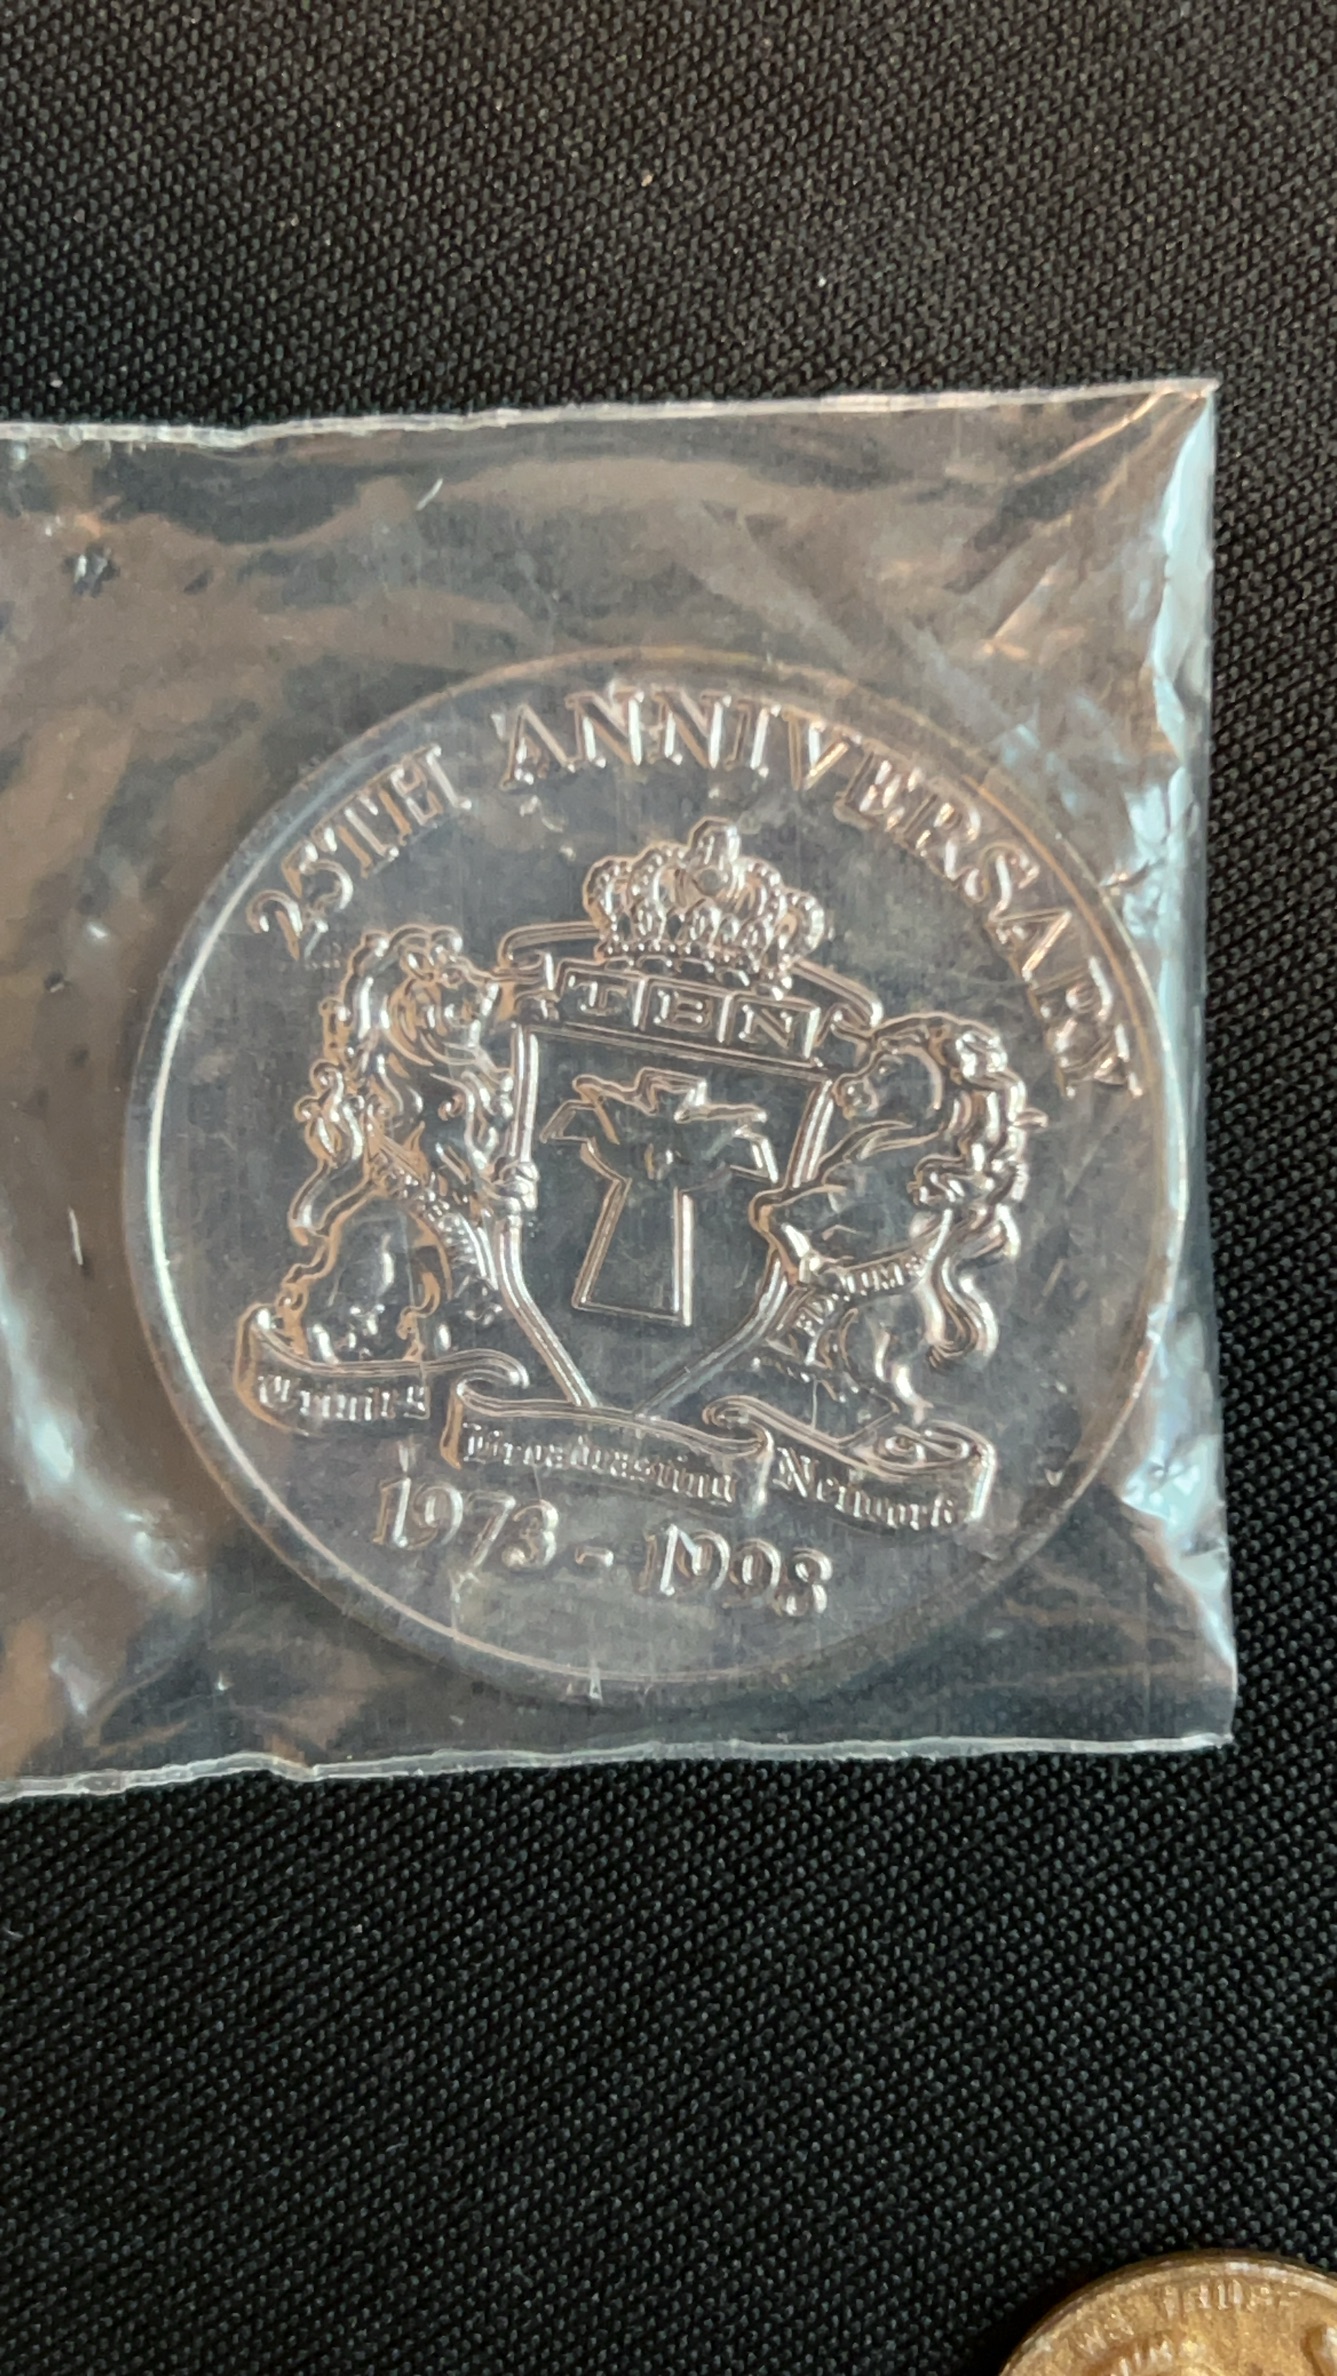 25TH ANNIVERSARY
TBN
Trinity
Broadcasting
Network
1973 - 1998